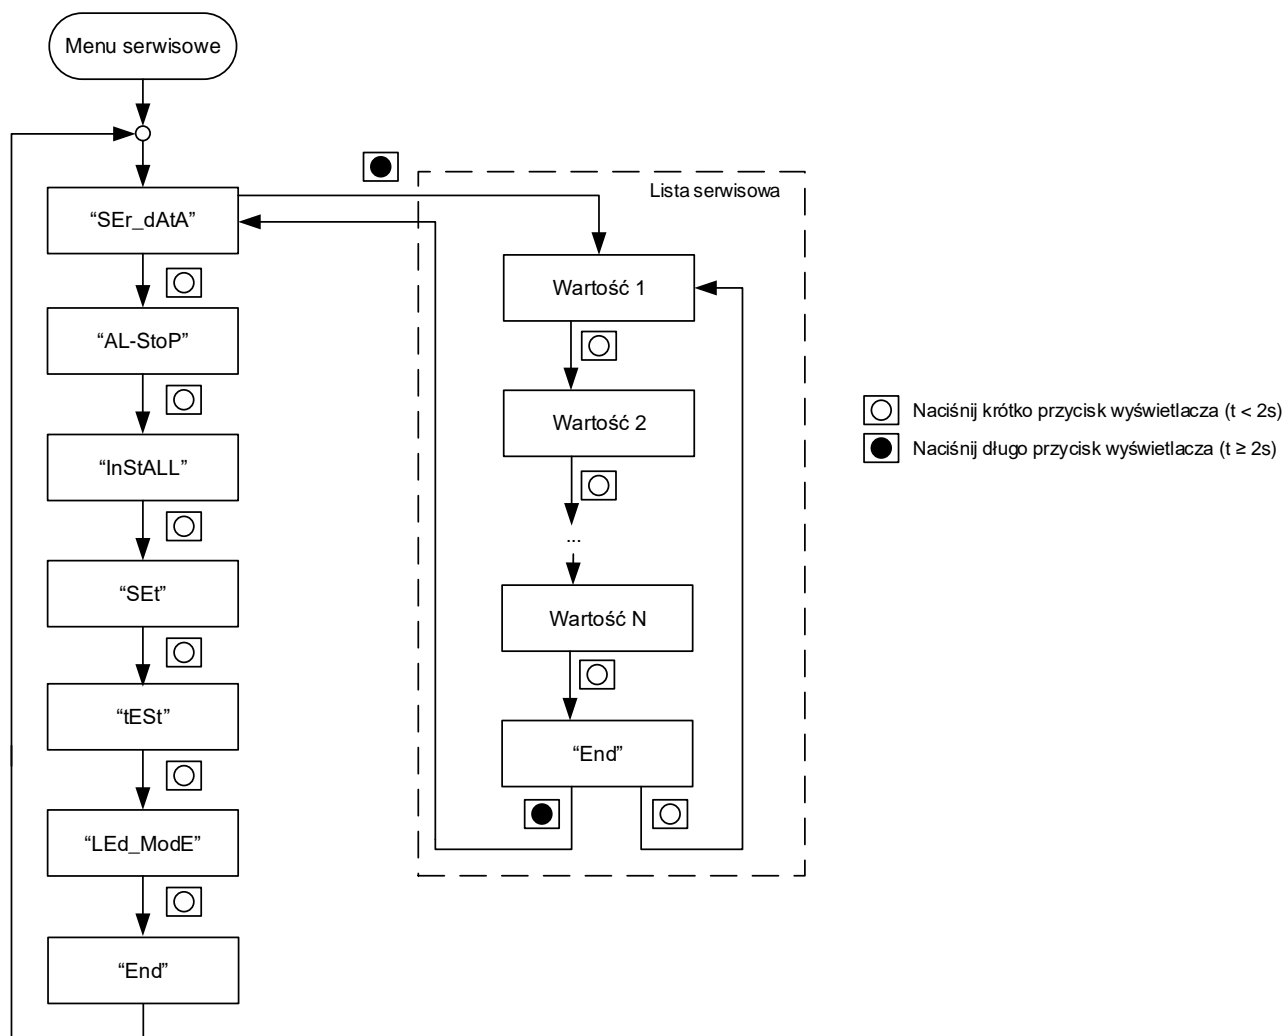 Menu serwisowe
“SEr_dAtA”
“AL-StoP”
“InStALL”
“SEt”
“tESt”
“LEd_ModE”
“End”
Lista serwisowa
Wartość 1
Wartość 2
...
Wartość N
“End”
Naciśnij krótko przycisk wyświetlacza (t < 2s)
Naciśnij długo przycisk wyświetlacza (t ≥ 2s)